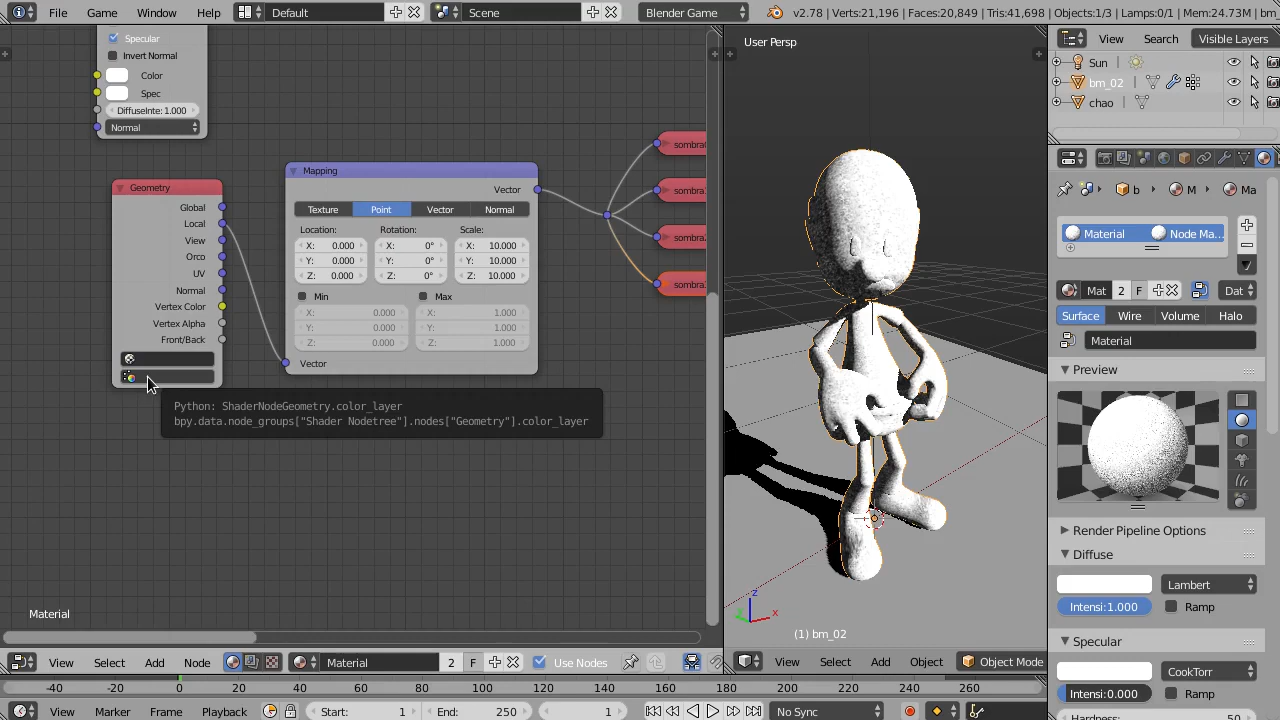 File Render Window Help Default Scene Blender Game v2.78 | Verts:21,196 | Faces:20,849 | Tris:41,698 | Objects:1/3 | Lamps:0/1 | Mem:24.73M | bm_
Specular
Invert Normal
Color
Spec
DiffuseInte: 1.000
Normal
Geometry
Global
Local
View
Orco
UV
Normal
Vertex Color
Vertex Alpha
Front/Back
Mapping
Vector
Texture Point Vector Normal
Location: Rotation: Scale:
X: 0.000 X: 0° X: 10.000
Y: 0.000 Y: 0° Y: 10.000
Z: 0.000 Z: 0° Z: 10.000
Min Max
X: 0.000 X: 1.000
Y: 0.000 Y: 1.000
Z: 0.000 Z: 1.000
Vector
sombra
sombra
sombra
sombra
Python: ShaderNodeGeometry.color_layer
bpy.data.node_groups["Shader Nodetree"].nodes["Geometry"].color_layer
Material
View Select Add Node Material 2 F Use Nodes
User Persp
z
x
(1) bm_02
View Select Add Object Object Mode
View Search Visible Layers
Sun
bm_02
chao
b M Ma
Material Node Ma...
Mat 2 F Dat
Surface Wire Volume Halo
Material
Preview
Render Pipeline Options
Diffuse
Lambert
Intensi:1.000 Ramp
Specular
CookTorr
Intensi:0.000 Ramp
Hardness: 50
-40 -20 0 20 40 60 80 100 120 140 160 180 200 220 240 260
View Marker Frame Playback Start: 1 End: 250 1 No Sync